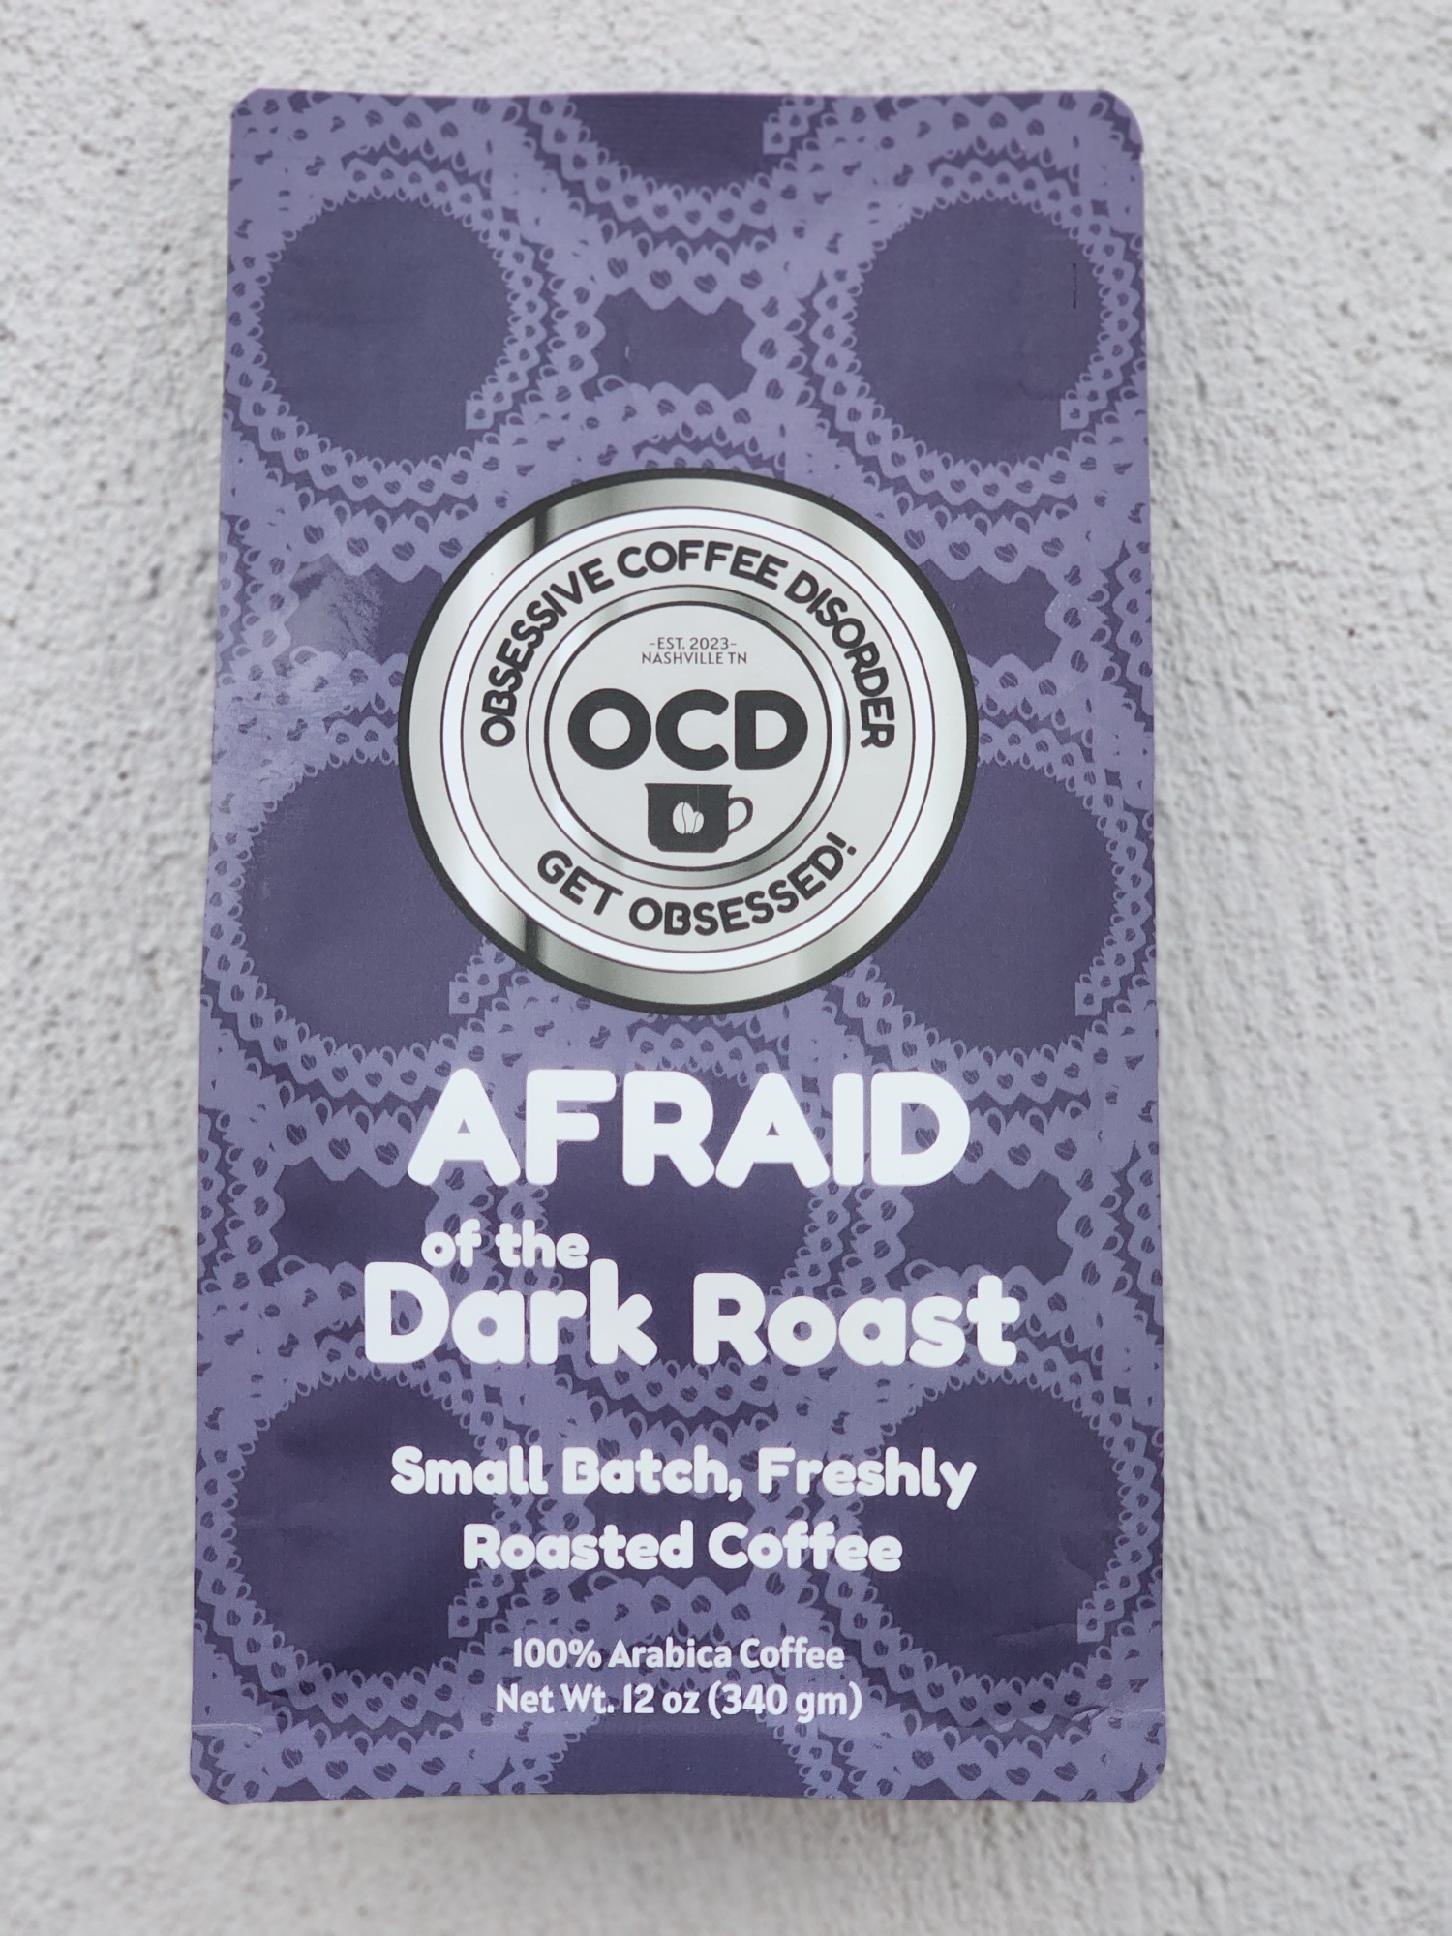 OBSESSIVE COFFEE DISORDER
-EST. 2023-
NASHVILLE TN
OCD
GET OBSESSED!
AFRAID
of the
Dark Roast
Small Batch, Freshly
Roasted Coffee
100% Arabica Coffee
Net Wt. 12 oz (340 gm)